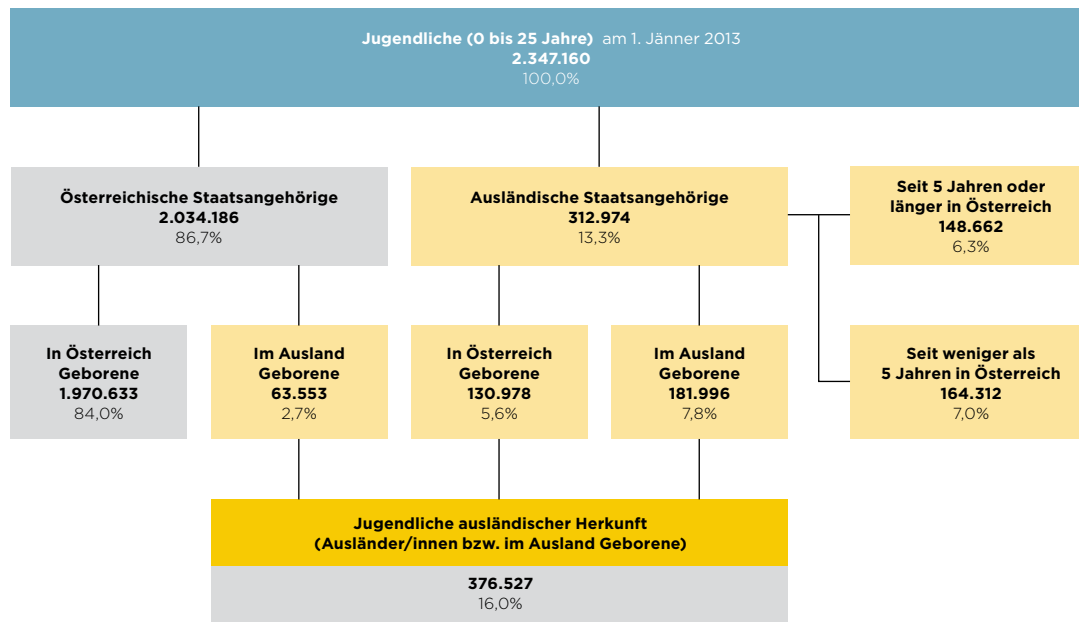 Jugendliche (0 bis 25 Jahre) am 1. Jänner 2013
2.347.160
100,0%
Österreichische Staatsangehörige
2.034.186
86,7%
Ausländische Staatsangehörige
312.974
13,3%
Seit 5 Jahren oder
länger in Österreich
148.662
6,3%
In Österreich
Geborene
1.970.633
84,0%
Im Ausland
Geborene
63.553
2,7%
In Österreich
Geborene
130.978
5,6%
Im Ausland
Geborene
181.996
7,8%
Seit weniger als
5 Jahren in Österreich
164.312
7,0%
Jugendliche ausländischer Herkunft
(Ausländer/innen bzw. im Ausland Geborene)
376.527
16,0%